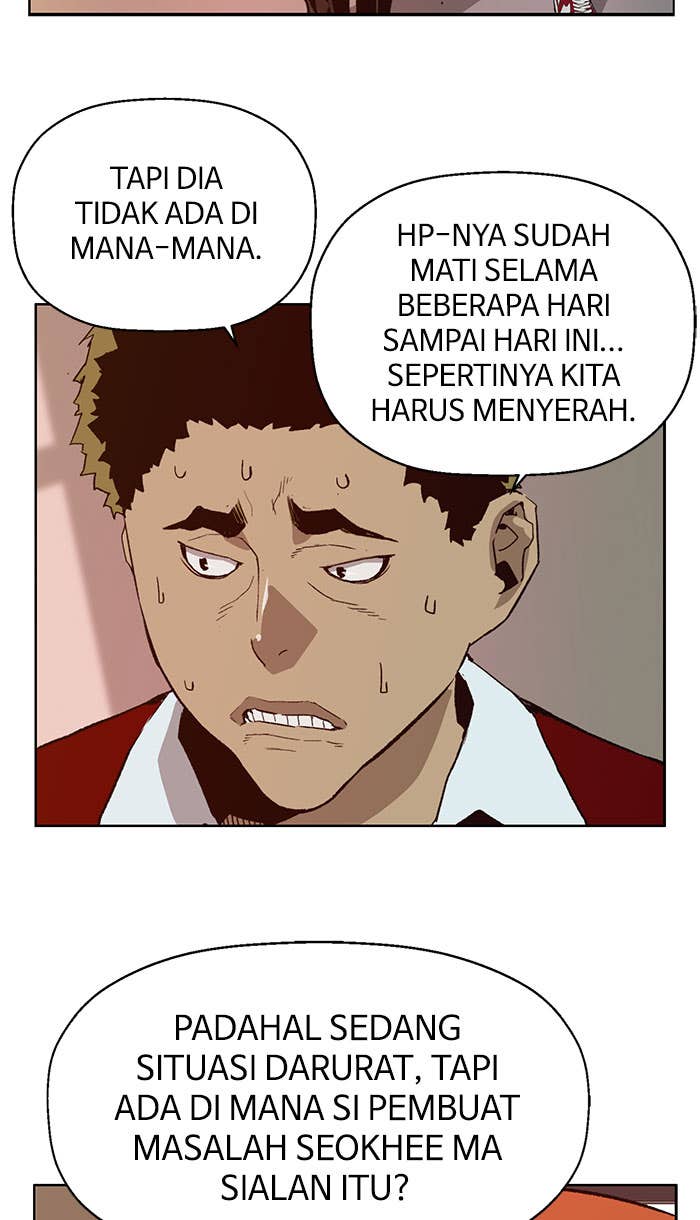 TAPI DIA
TIDAK ADA DI
MANA-MANA.
HP-NYA SUDAH
MATI SELAMA
BEBERAPA HARI
SAMPAI HARI INI...
SEPERTINYA KITA
HARUS MENYERAH.
PADAHAL SEDANG
SITUASI DARURAT, TAPI
ADA DI MANA SI PEMBUAT
MASALAH SEOKHEE MA
SIALAN ITU?